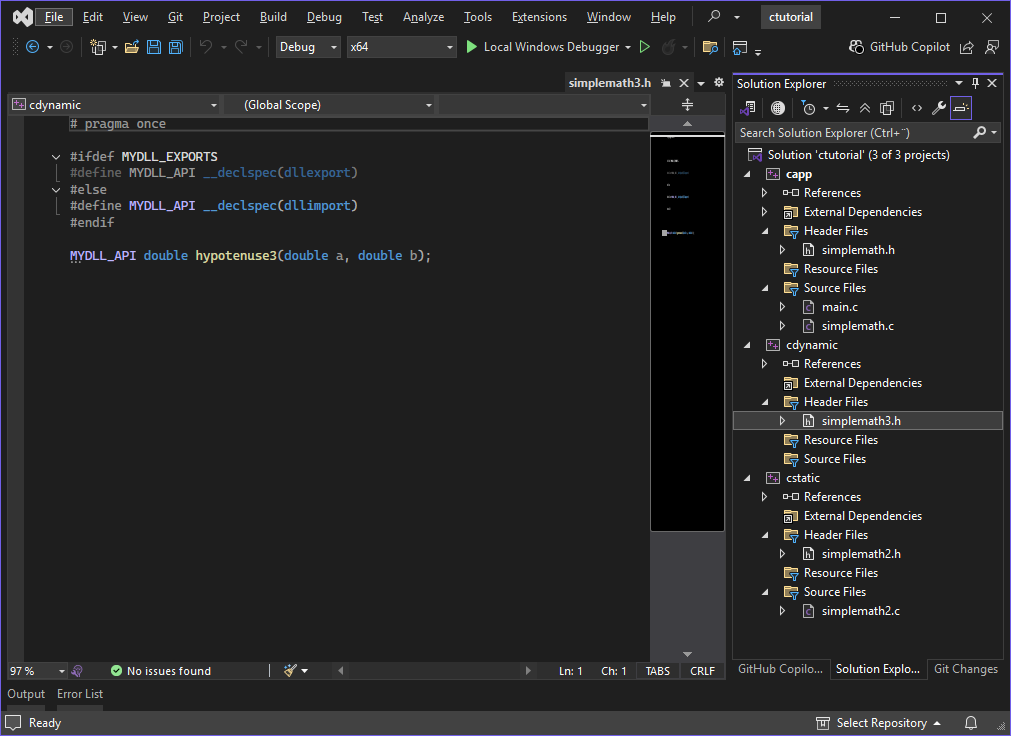 File Edit View Git Project Build Debug Test Analyze Tools Extensions Window Help ctutorial
Debug x64 Local Windows Debugger GitHub Copilot
simplemath3.h
cdynamic (Global Scope)
# pragma once
#ifdef MYDLL_EXPORTS
#define MYDLL_API __declspec(dllexport)
#else
#define MYDLL_API __declspec(dllimport)
#endif
MYDLL_API double hypotenuse3(double a, double b);
97 % No issues found Ln: 1 Ch: 1 TABS CRLF
Solution Explorer
Search Solution Explorer (Ctrl+¨)
Solution 'ctutorial' (3 of 3 projects)
capp
References
External Dependencies
Header Files
simplemath.h
Resource Files
Source Files
main.c
simplemath.c
cdynamic
References
External Dependencies
Header Files
simplemath3.h
Resource Files
Source Files
cstatic
References
External Dependencies
Header Files
simplemath2.h
Resource Files
Source Files
simplemath2.c
GitHub Copilo... Solution Explo... Git Changes
Output Error List
Ready Select Repository